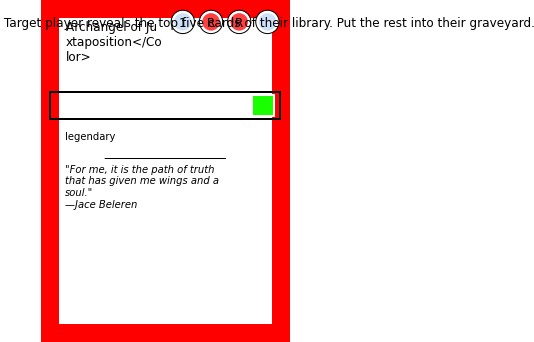 Target player reveals the top five cards of their library. Put the rest into their graveyard.
Archangel of Ju
xtaposition</Co
lor>
legendary
"For me, it is the path of truth
that has given me wings and a
soul."
—Jace Beleren